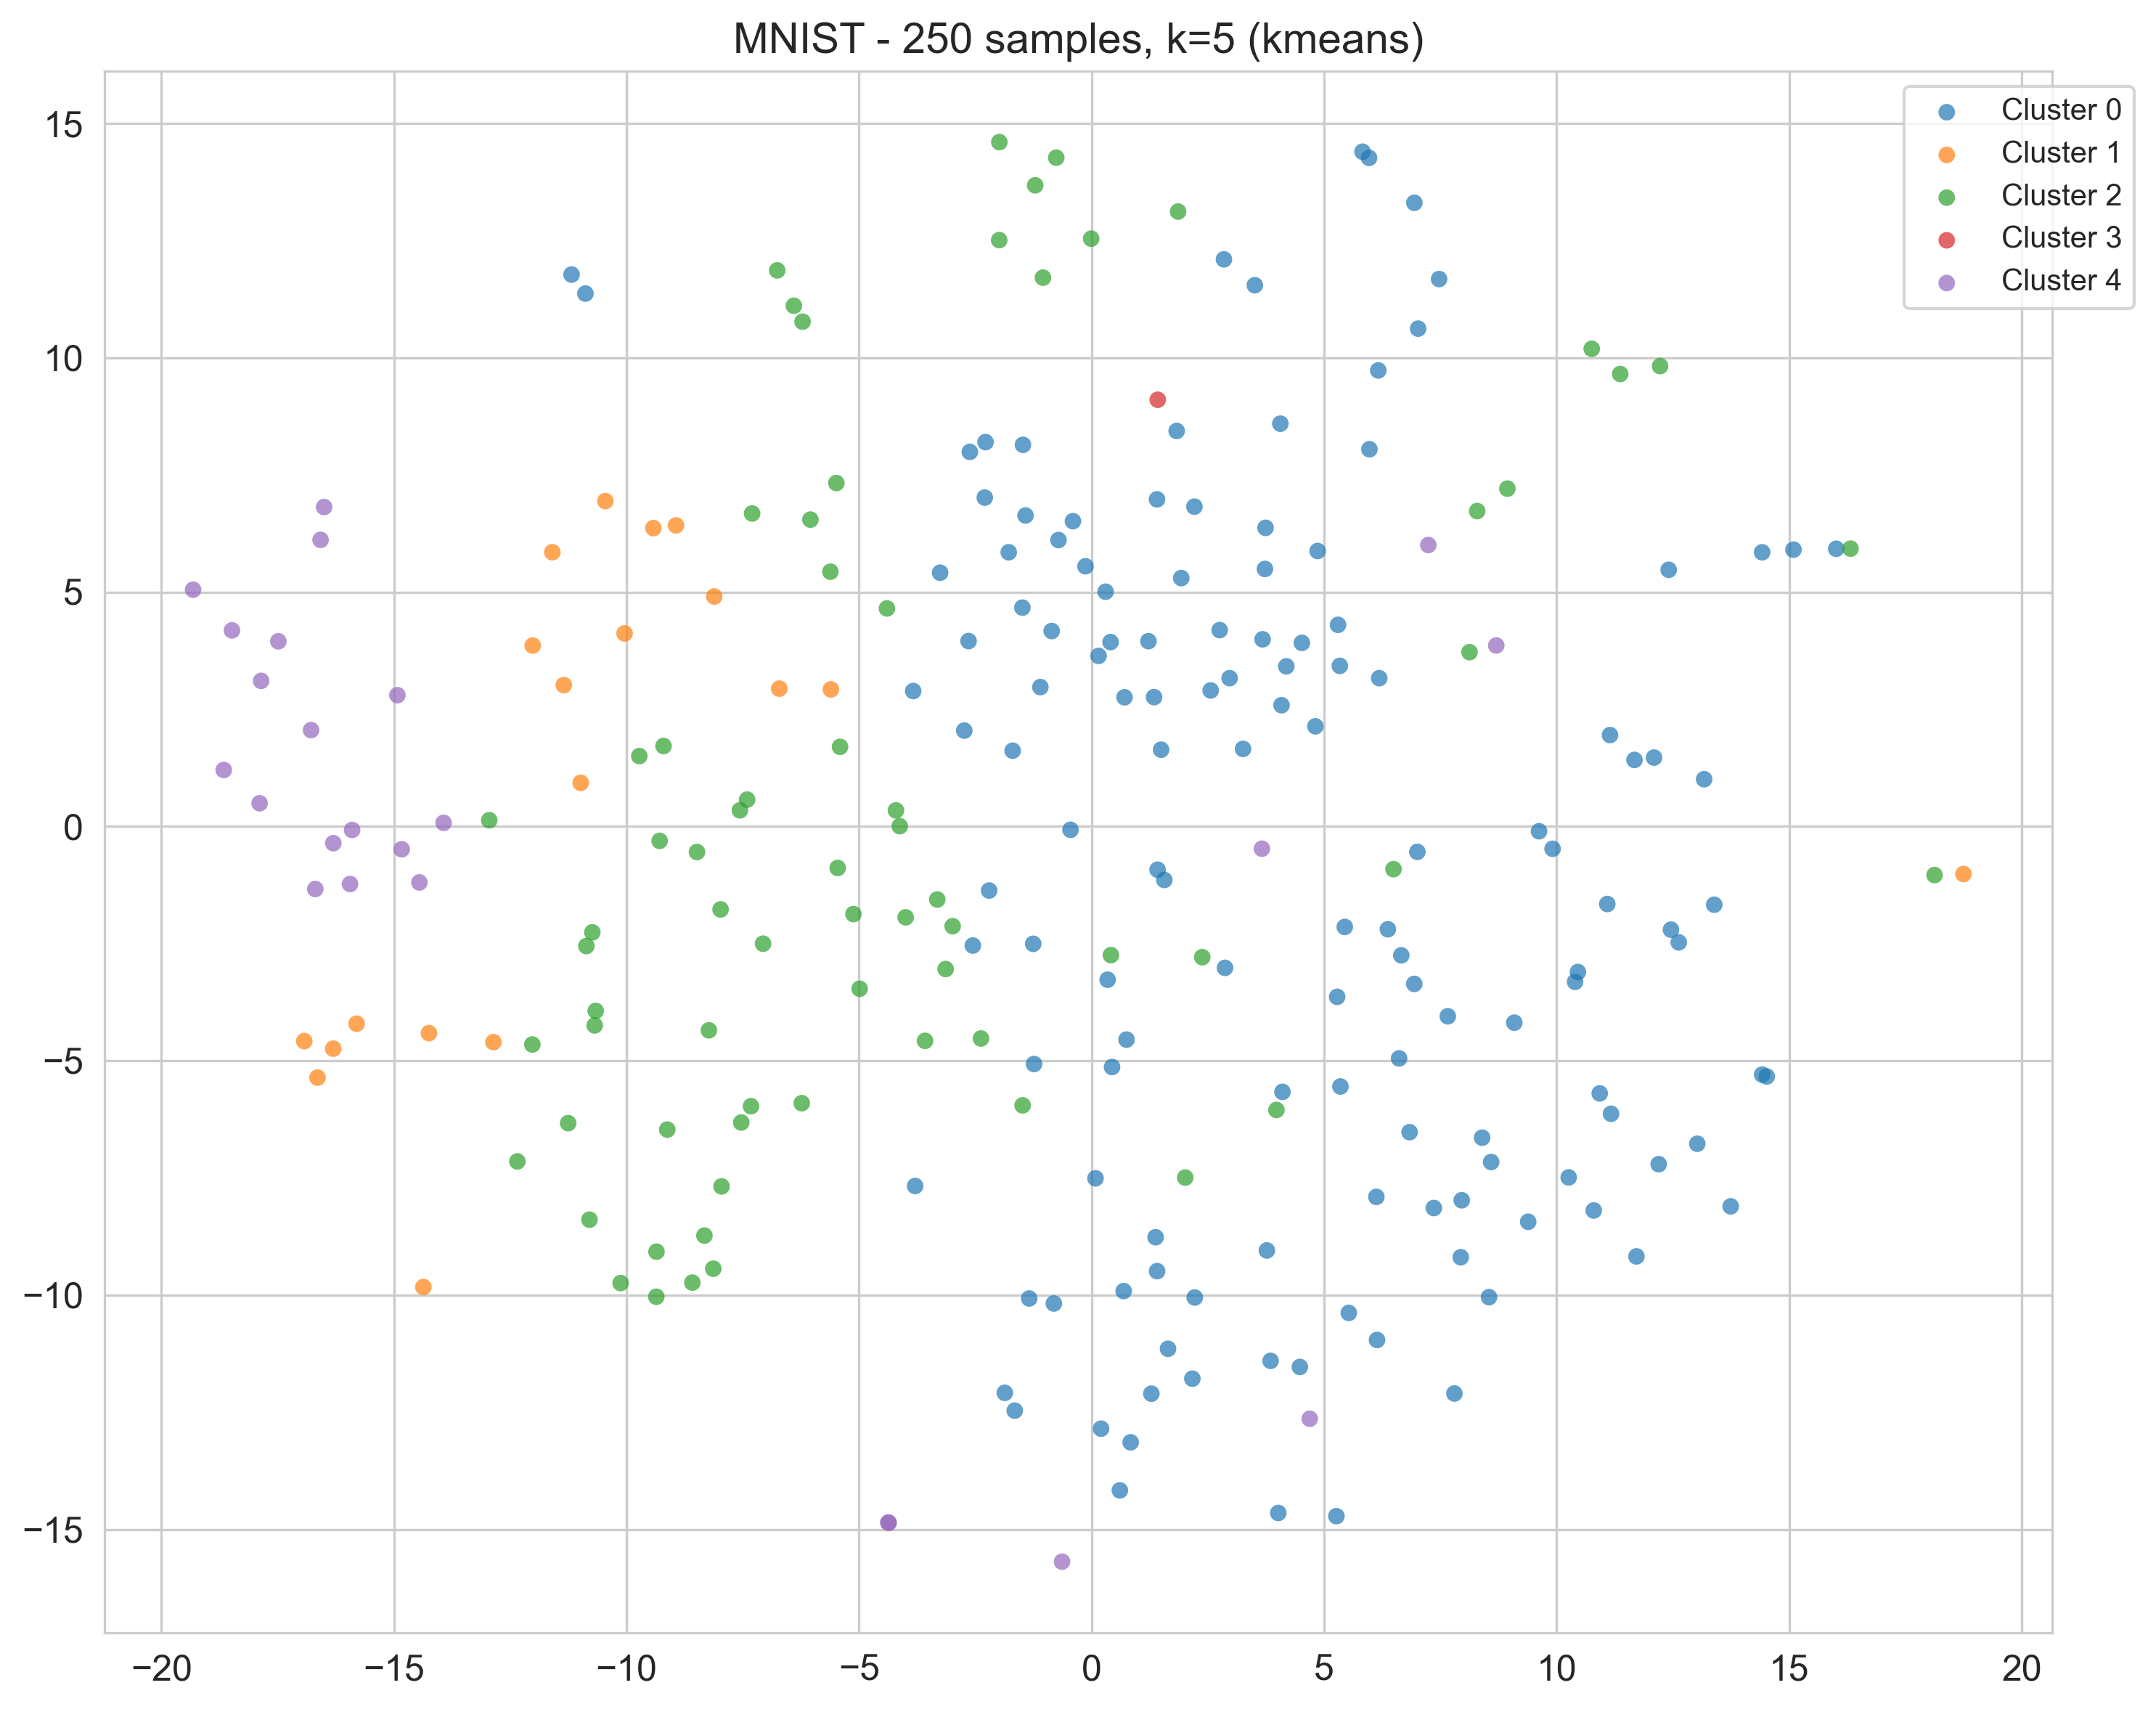 MNIST - 250 samples, k=5 (kmeans)
Cluster 0
Cluster 1
Cluster 2
Cluster 3
Cluster 4
15
10
5
0
−5
−10
−15
−20 −15 −10 −5 0 5 10 15 20